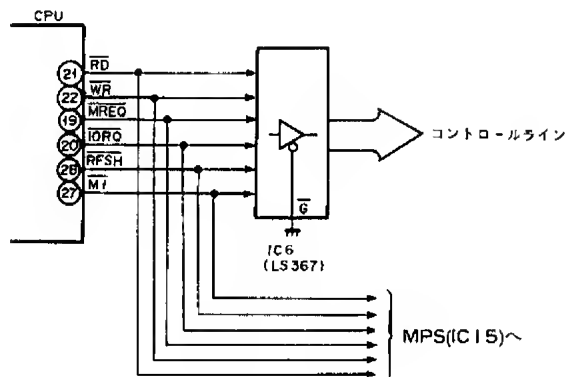 CPU
21 RD
22 WR
19 MREQ
20 IORQ
28 RFSH
27 M1
G
IC6
(LS367)
コントロールライン
MPS(IC15)へ